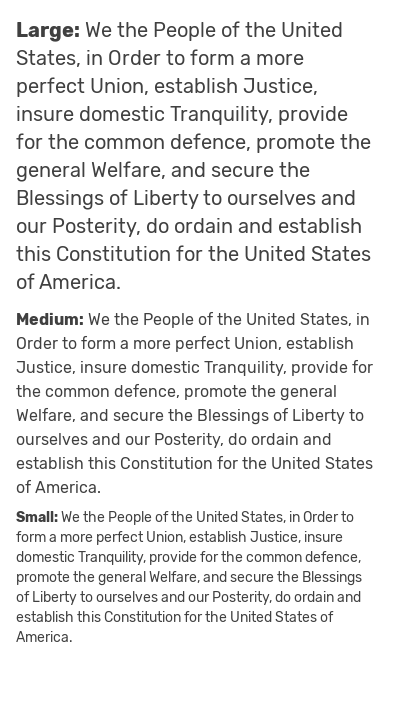 Large: We the People of the United
States, in Order to form a more
perfect Union, establish Justice,
insure domestic Tranquility, provide
for the common defence, promote the
general Welfare, and secure the
Blessings of Liberty to ourselves and
our Posterity, do ordain and establish
this Constitution for the United States
of America.
Medium: We the People of the United States, in
Order to form a more perfect Union, establish
Justice, insure domestic Tranquility, provide for
the common defence, promote the general
Welfare, and secure the Blessings of Liberty to
ourselves and our Posterity, do ordain and
establish this Constitution for the United States
of America.
Small: We the People of the United States, in Order to
form a more perfect Union, establish Justice, insure
domestic Tranquility, provide for the common defence,
promote the general Welfare, and secure the Blessings
of Liberty to ourselves and our Posterity, do ordain and
establish this Constitution for the United States of
America.